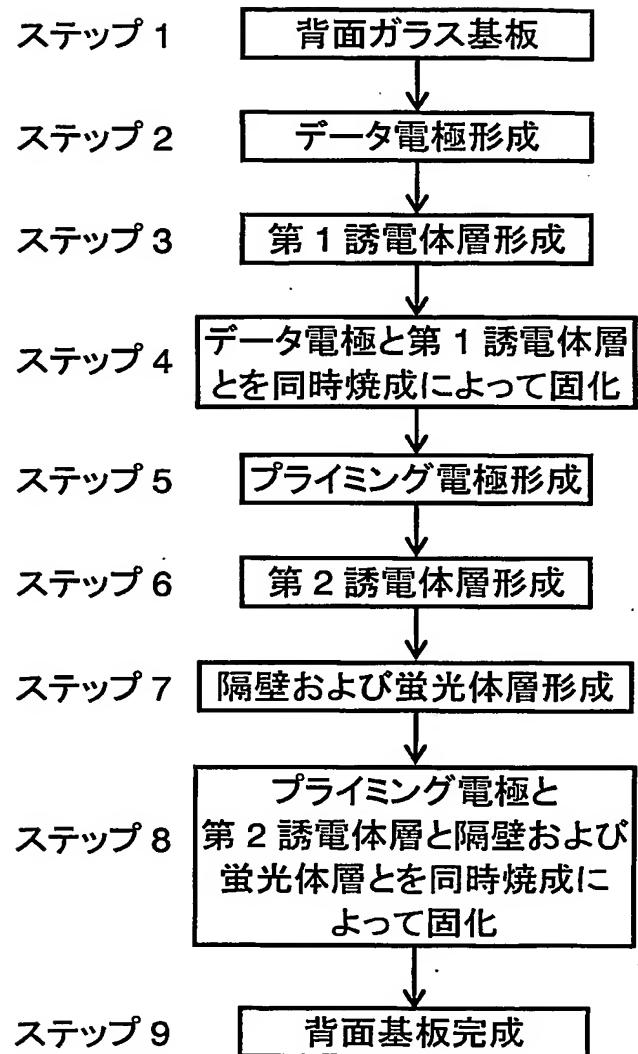 ステップ 1
背面ガラス基板
ステップ 2
データ電極形成
ステップ 3
第 1 誘電体層形成
ステップ 4
データ電極と第 1 誘電体層
とを同時焼成によって固化
ステップ 5
プライミング電極形成
ステップ 6
第 2 誘電体層形成
ステップ 7
隔壁および蛍光体層形成
ステップ 8
プライミング電極と
第 2 誘電体層と隔壁および
蛍光体層とを同時焼成に
よって固化
ステップ 9
背面基板完成